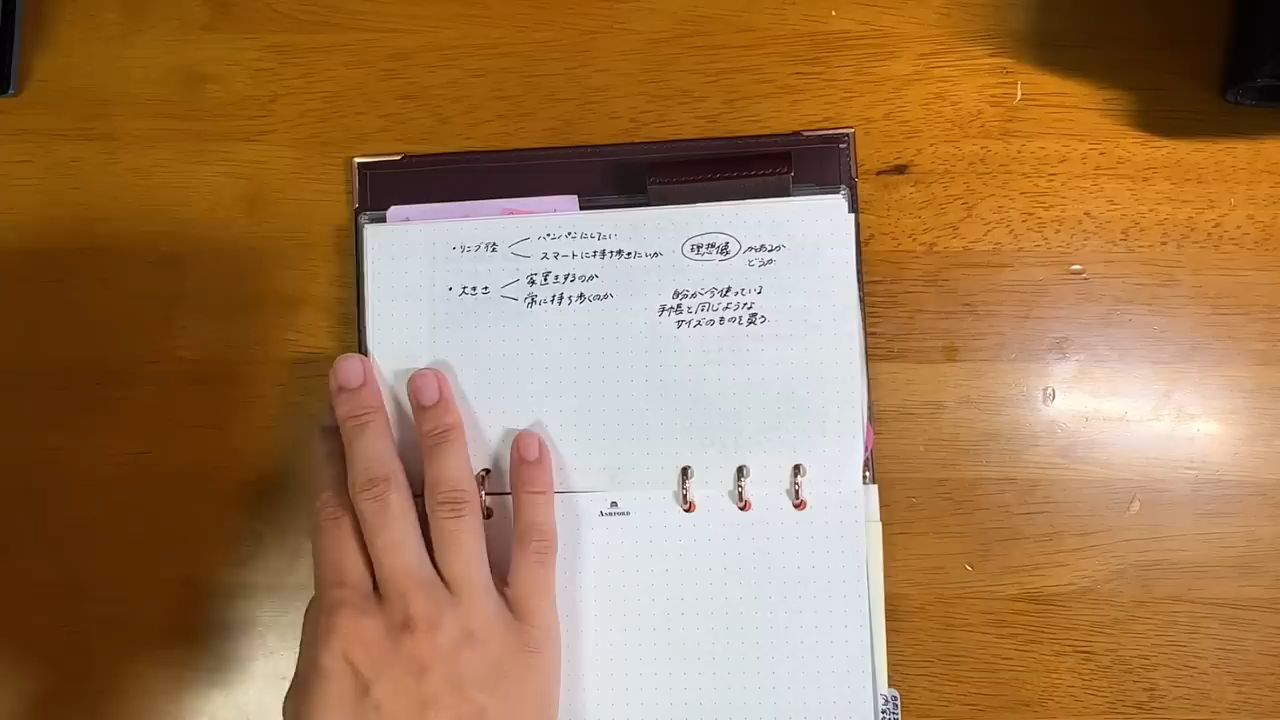 ・リング径
パンパンにしたい
スマートに持ち歩きたいか
・大きさ
家置きするのか
常に持ち歩くのか
理想像 があるか
どうか
自分が今使っている
手帳と同じような
サイズのものを買う。
ASHFORD